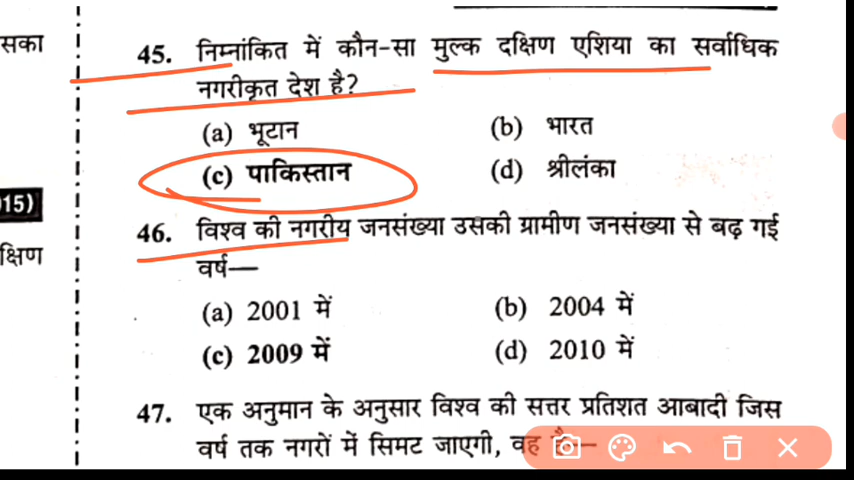 सका
45. निम्नांकित में कौन-सा मुल्क दक्षिण एशिया का सर्वाधिक
नगरीकृत देश है?
(a) भूटान (b) भारत
(c) पाकिस्तान (d) श्रीलंका
015)
46. विश्व की नगरीय जनसंख्या उसकी ग्रामीण जनसंख्या से बढ़ गई
क्षिण
वर्ष—
(a) 2001 में (b) 2004 में
(c) 2009 में (d) 2010 में
47. एक अनुमान के अनुसार विश्व की सत्तर प्रतिशत आबादी जिस
वर्ष तक नगरों में सिमट जाएगी, वह है—